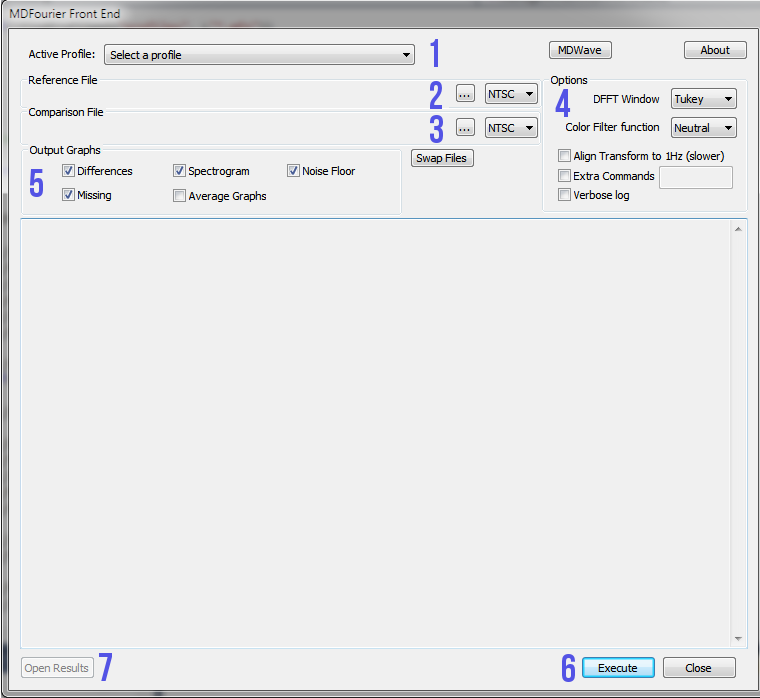 MDFourier Front End
Active Profile: Select a profile 1 MDWave About
Reference File Options
2 ... NTSC 4 DFFT Window Tukey
Comparison File
3 ... NTSC Color Filter function Neutral
Output Graphs Swap Files Align Transform to 1Hz (slower)
5 Differences Spectrogram Noise Floor Extra Commands
Missing Average Graphs Verbose log
Open Results 7 6 Execute Close